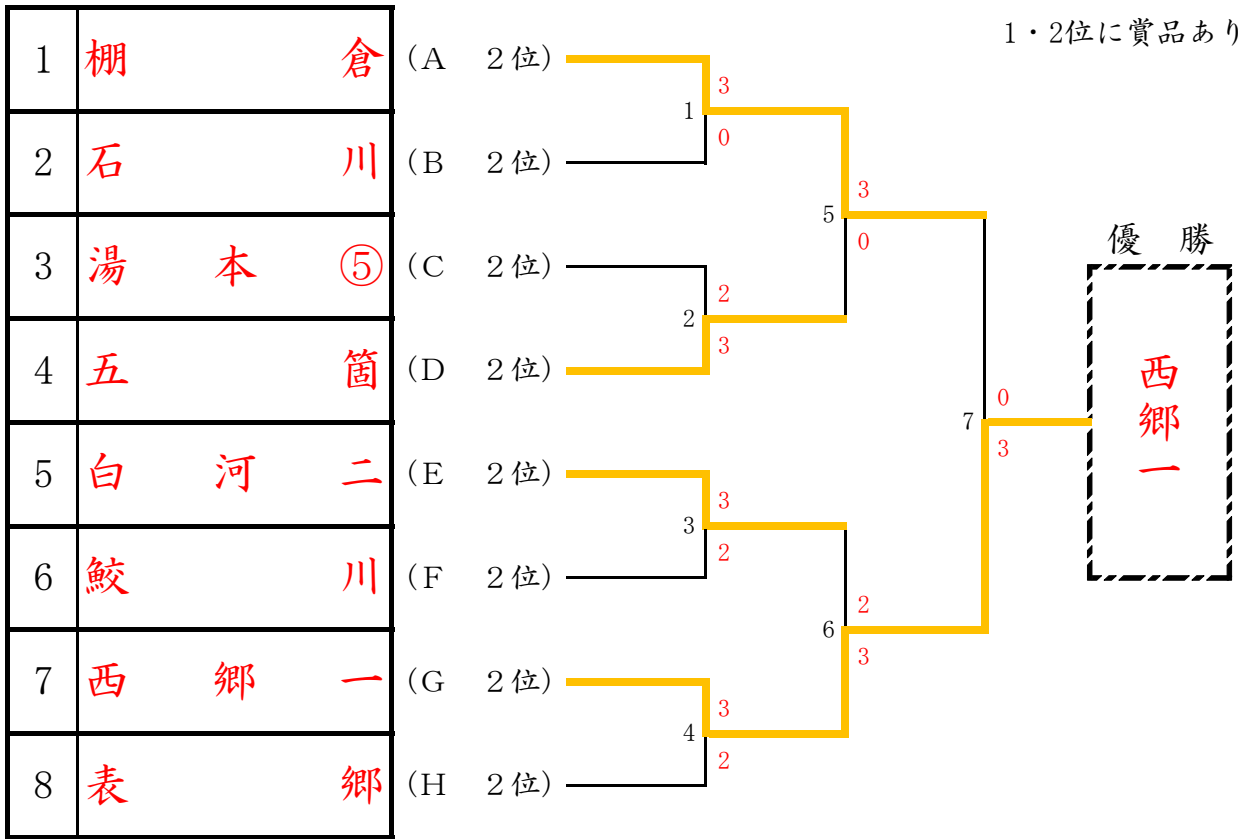 1・2位に賞品あり
1 棚倉 (A 2位)
2 石川 (B 2位)
3 湯本⑤ (C 2位)
4 五箇 (D 2位)
5 白河二 (E 2位)
6 鮫川 (F 2位)
7 西郷一 (G 2位)
8 表郷 (H 2位)
3
1
0
2
2
3
3
3
2
3
4
2
3
5
0
2
6
3
0
7
3
優勝
西郷一